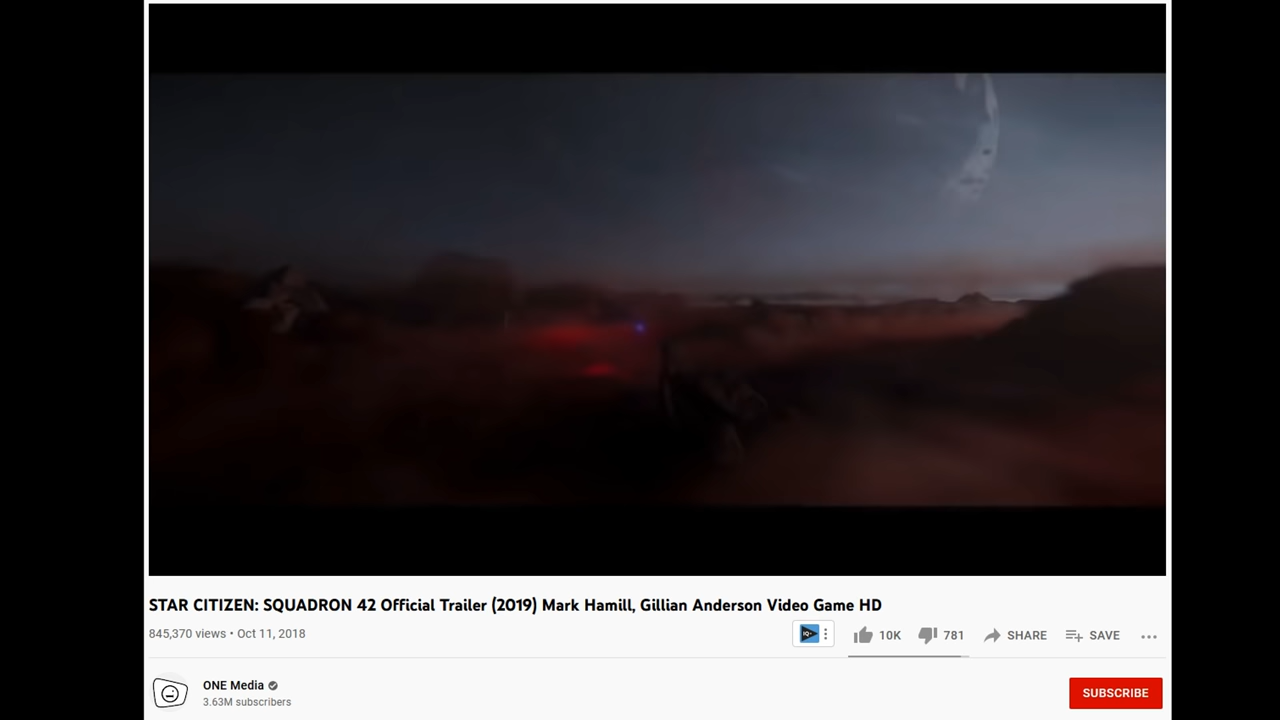 STAR CITIZEN: SQUADRON 42 Official Trailer (2019) Mark Hamill, Gillian Anderson Video Game HD
845,370 views • Oct 11, 2018
10K 781 SHARE SAVE
ONE Media
3.63M subscribers
SUBSCRIBE